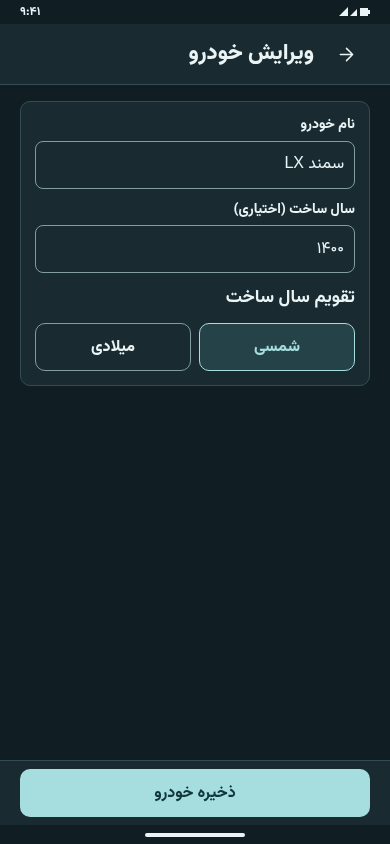 ۹:۴۱
ویرایش خودرو
نام خودرو
سمند LX
سال ساخت (اختیاری)
۱۴۰۰
تقویم سال ساخت
شمسی
میلادی
ذخیره خودرو